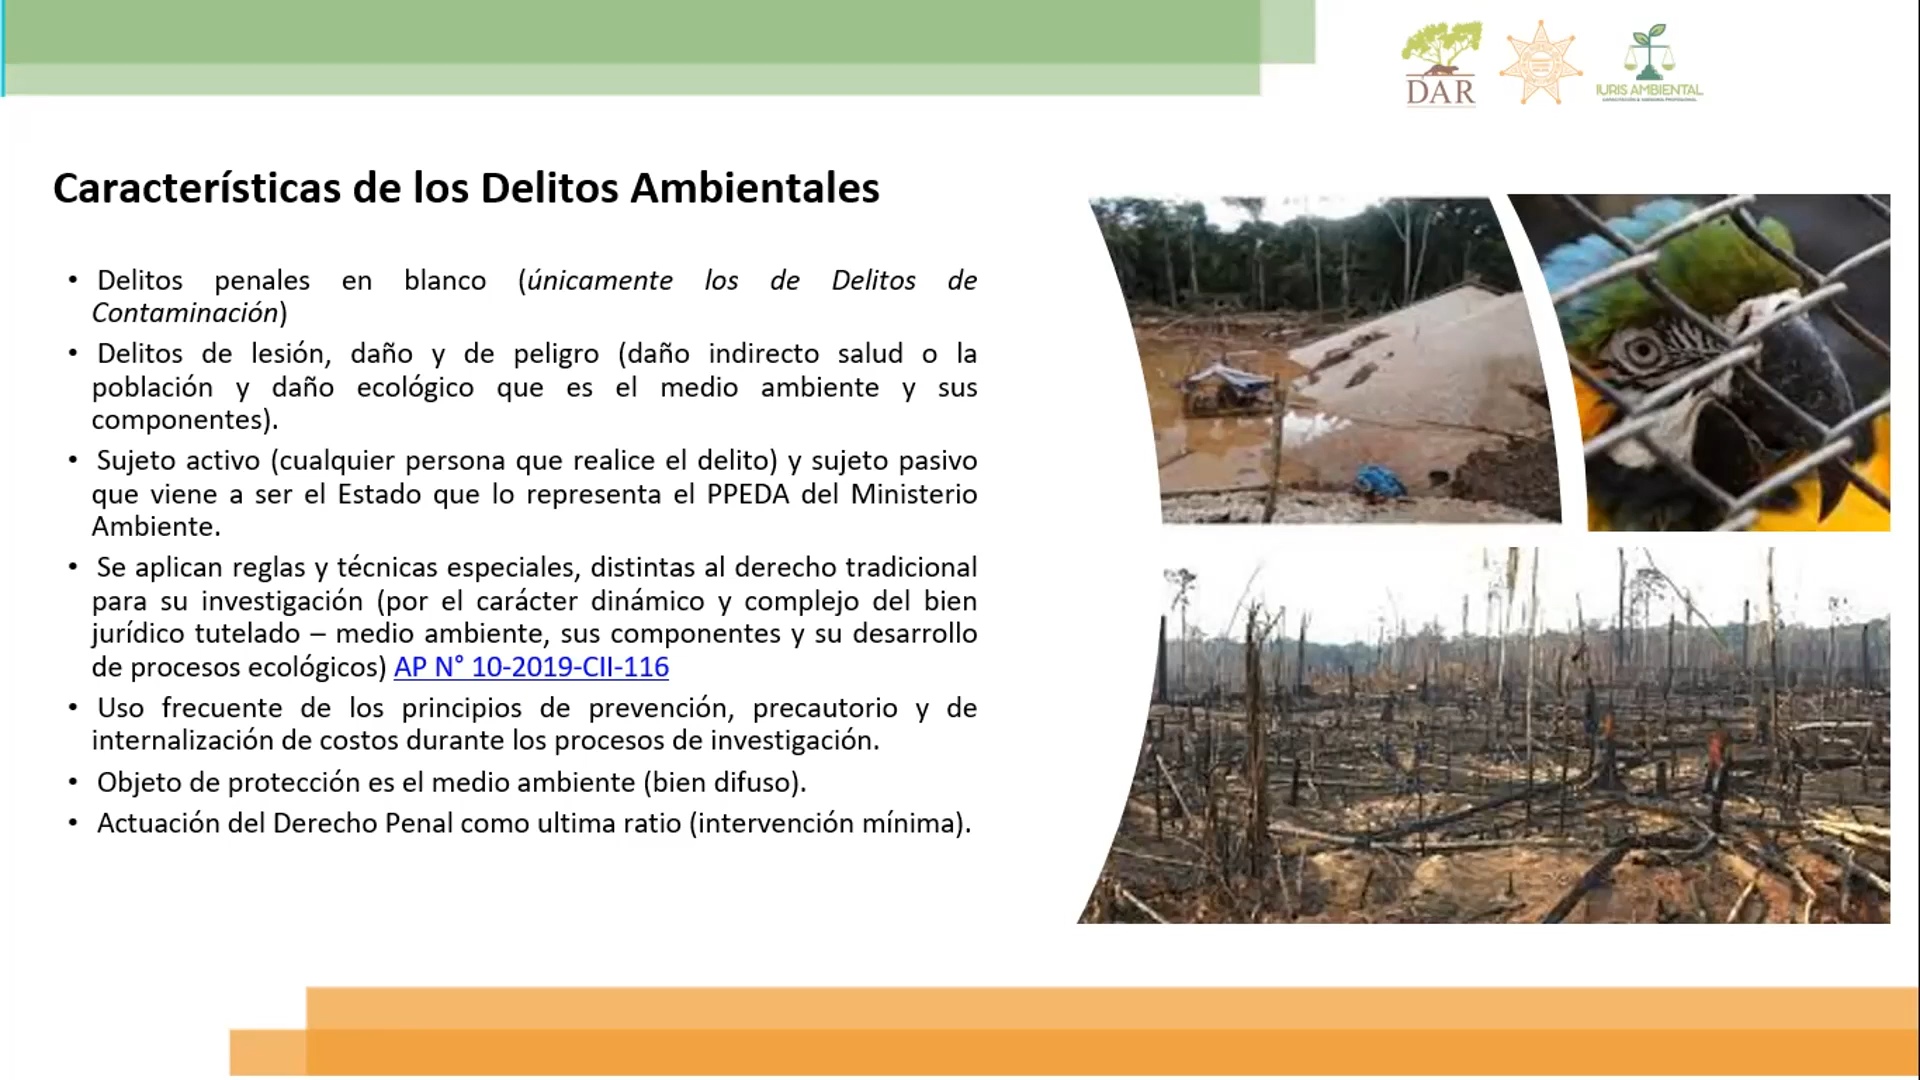 DAR
IURIS AMBIENTAL
Características de los Delitos Ambientales
• Delitos penales en blanco (únicamente los de Delitos de
Contaminación)
• Delitos de lesión, daño y de peligro (daño indirecto salud o la
población y daño ecológico que es el medio ambiente y sus
componentes).
• Sujeto activo (cualquier persona que realice el delito) y sujeto pasivo
que viene a ser el Estado que lo representa el PPEDA del Ministerio
Ambiente.
• Se aplican reglas y técnicas especiales, distintas al derecho tradicional
para su investigación (por el carácter dinámico y complejo del bien
jurídico tutelado – medio ambiente, sus componentes y su desarrollo
de procesos ecológicos) AP N° 10-2019-CII-116
• Uso frecuente de los principios de prevención, precautorio y de
internalización de costos durante los procesos de investigación.
• Objeto de protección es el medio ambiente (bien difuso).
• Actuación del Derecho Penal como ultima ratio (intervención mínima).